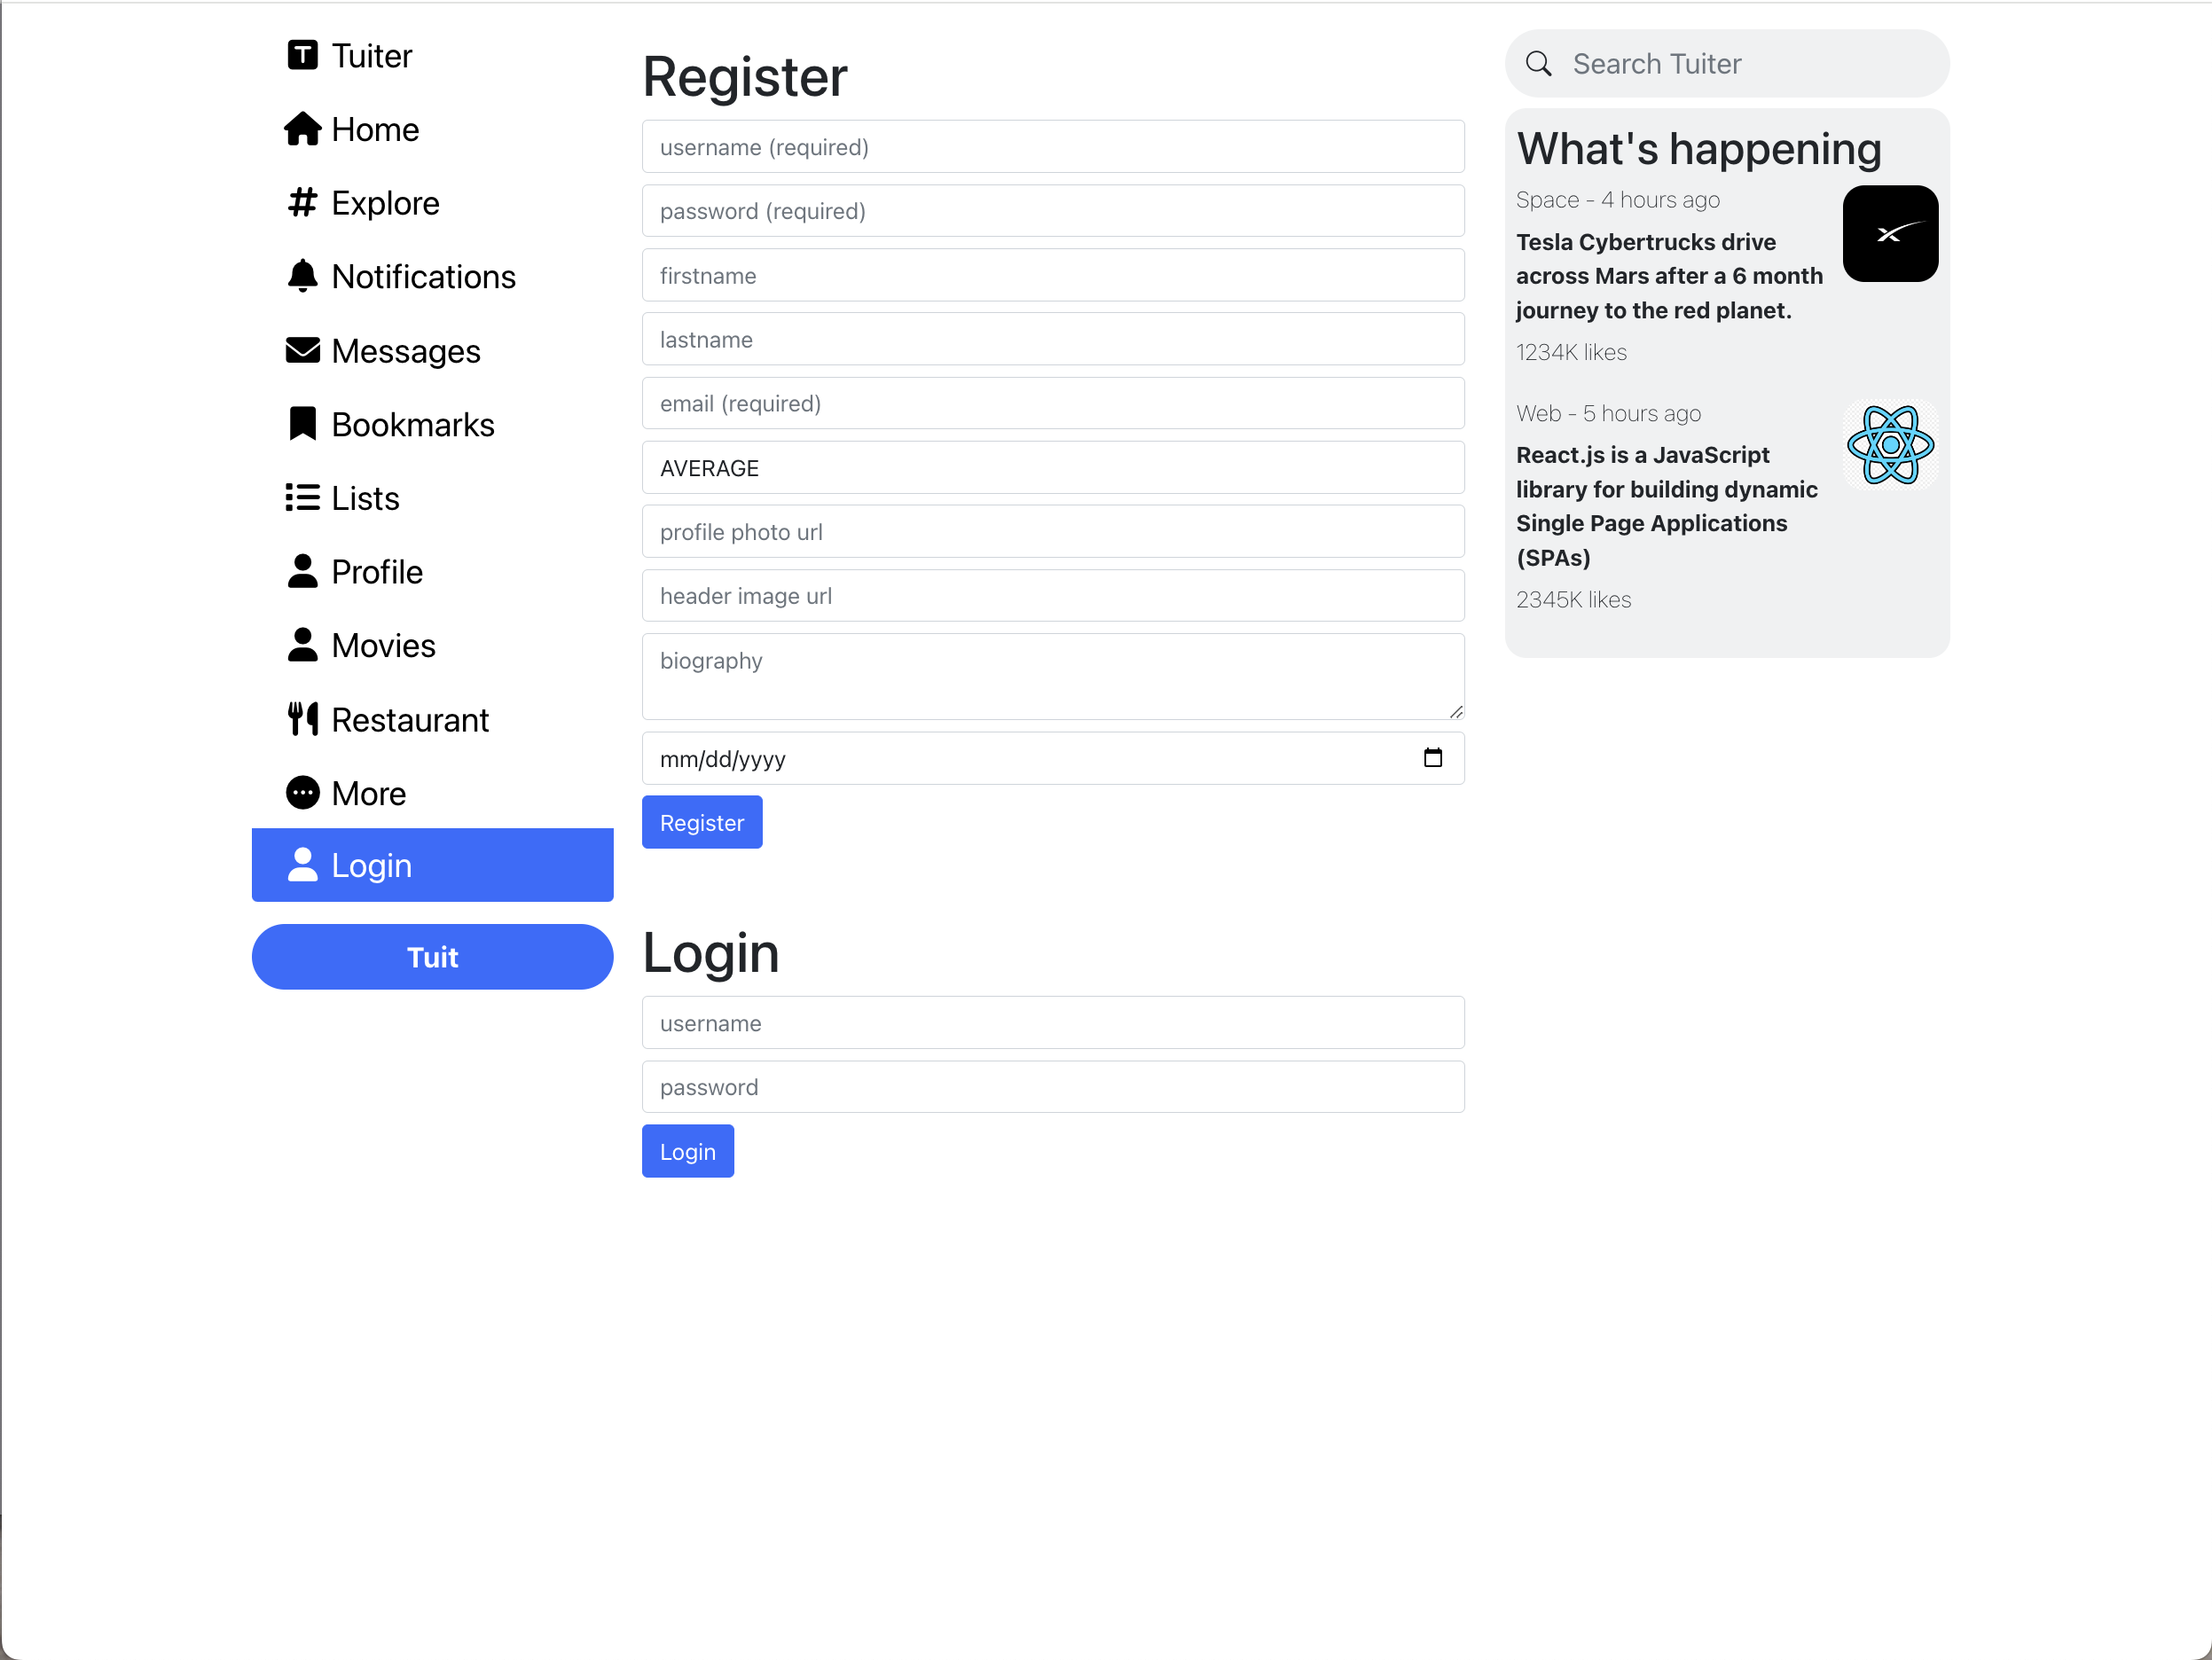 T Tuiter
Home
Explore
Notifications
Messages
Bookmarks
Lists
Profile
Movies
Restaurant
More
Login
Tuit
Register
username (required)
password (required)
firstname
lastname
email (required)
AVERAGE
profile photo url
header image url
biography
mm/dd/yyyy
Register
Login
username
password
Login
Search Tuiter
What's happening
Space - 4 hours ago
Tesla Cybertrucks drive
across Mars after a 6 month
journey to the red planet.
1234K likes
Web - 5 hours ago
React.js is a JavaScript
library for building dynamic
Single Page Applications
(SPAs)
2345K likes